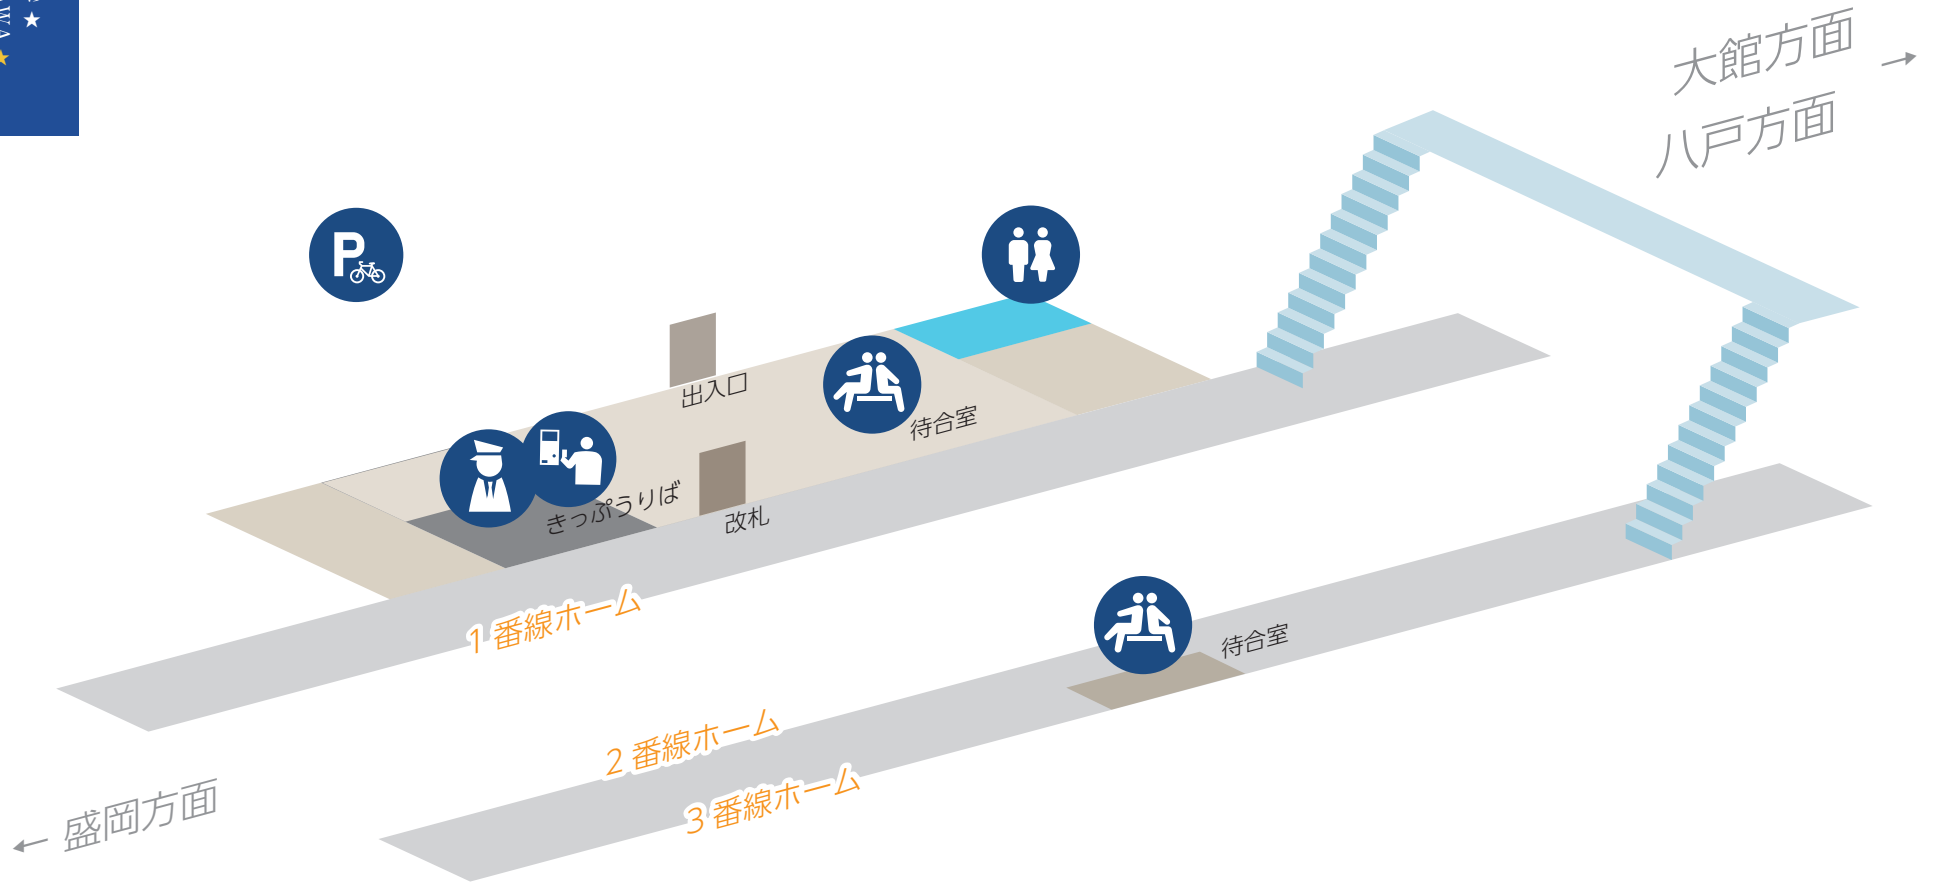 大館方面
八戸方面
P
出入口
待合室
きっぷうりば
改札
1 番線ホーム
待合室
2 番線ホーム
3 番線ホーム
盛岡方面